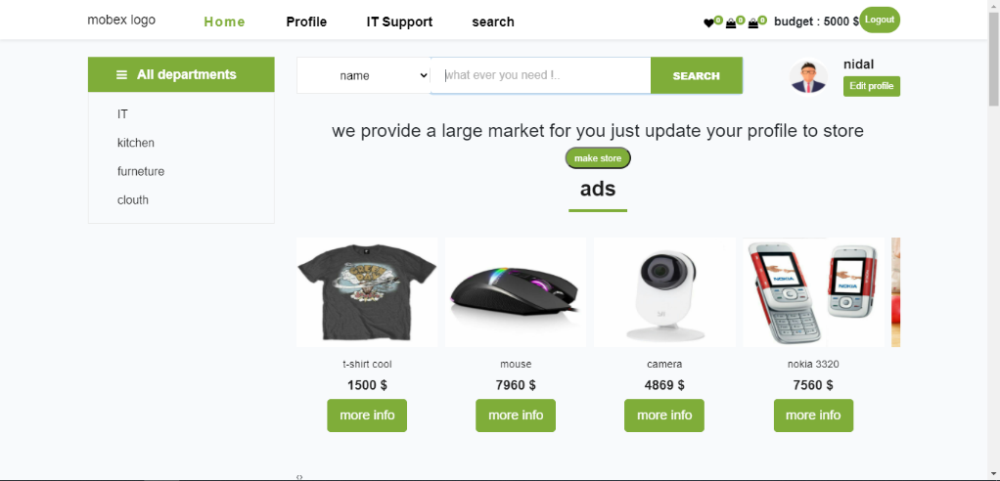 mobex logo Home Profile IT Support search 0 0 0 budget : 5000 $ Logout
All departments
IT
kitchen
furneture
clouth
name what ever you need !.. SEARCH
nidal
Edit profile
we provide a large market for you just update your profile to store
make store
ads
NOKIA NOKIA
t-shirt cool mouse camera nokia 3320
1500 $ 7960 $ 4869 $ 7560 $
more info more info more info more info
‹›